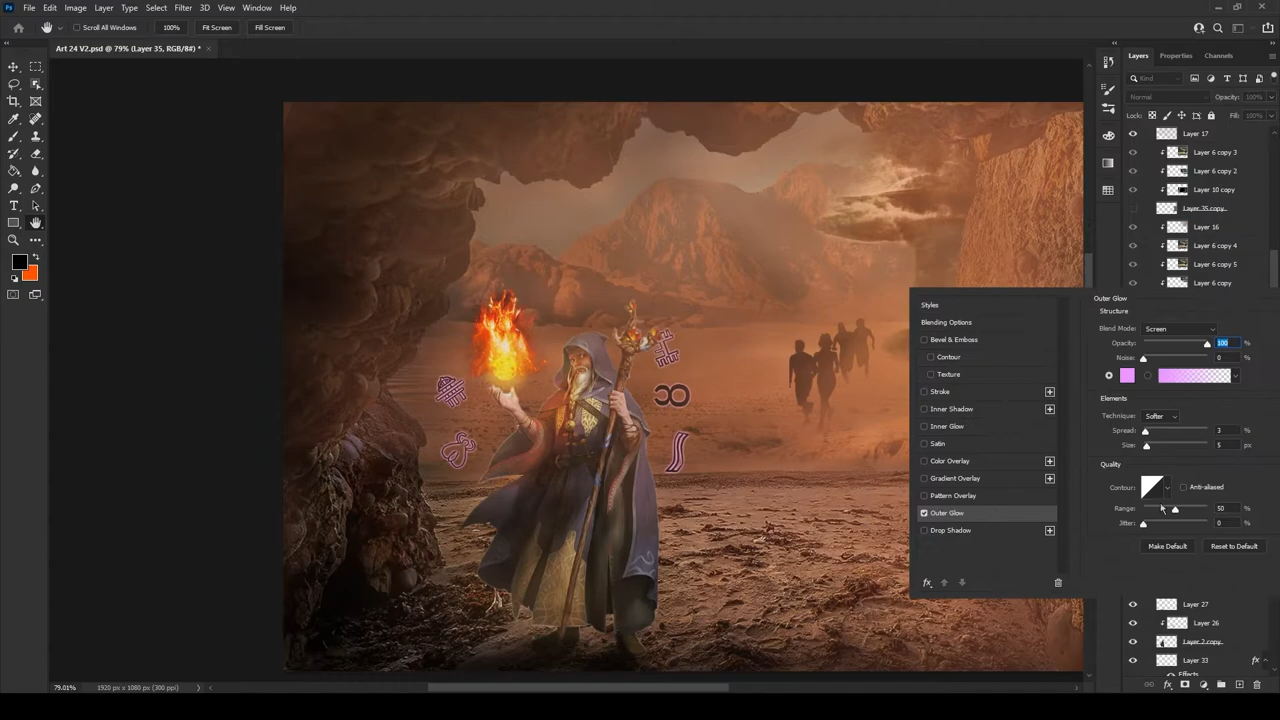 File Edit Image Layer Type Select Filter 3D View Window Help
Scroll All Windows 100% Fit Screen Fill Screen
Art 24 V2.psd @ 79% (Layer 35, RGB/8#) * ×
Layers Properties Channels
Kind
Normal Opacity: 100%
Lock: Fill: 100%
Layer 17
Layer 6 copy 3
Layer 6 copy 2
Layer 10 copy
Layer 35 copy
Layer 16
Layer 6 copy 4
Layer 6 copy 5
Layer 6 copy
Styles
Blending Options
Bevel & Emboss
Contour
Texture
Stroke
Inner Shadow
Inner Glow
Satin
Color Overlay
Gradient Overlay
Pattern Overlay
Outer Glow
Drop Shadow
fx
Outer Glow
Structure
Blend Mode: Screen
Opacity: 100 %
Noise: 0 %
Elements
Technique: Softer
Spread: 3 %
Size: 5 px
Quality
Contour: Anti-aliased
Range: 50 %
Jitter: 0 %
Make Default Reset to Default
Layer 27
Layer 26
Layer 2 copy
Layer 33 fx
Effects
79.01% 1920 px x 1080 px (300 ppi)
fx